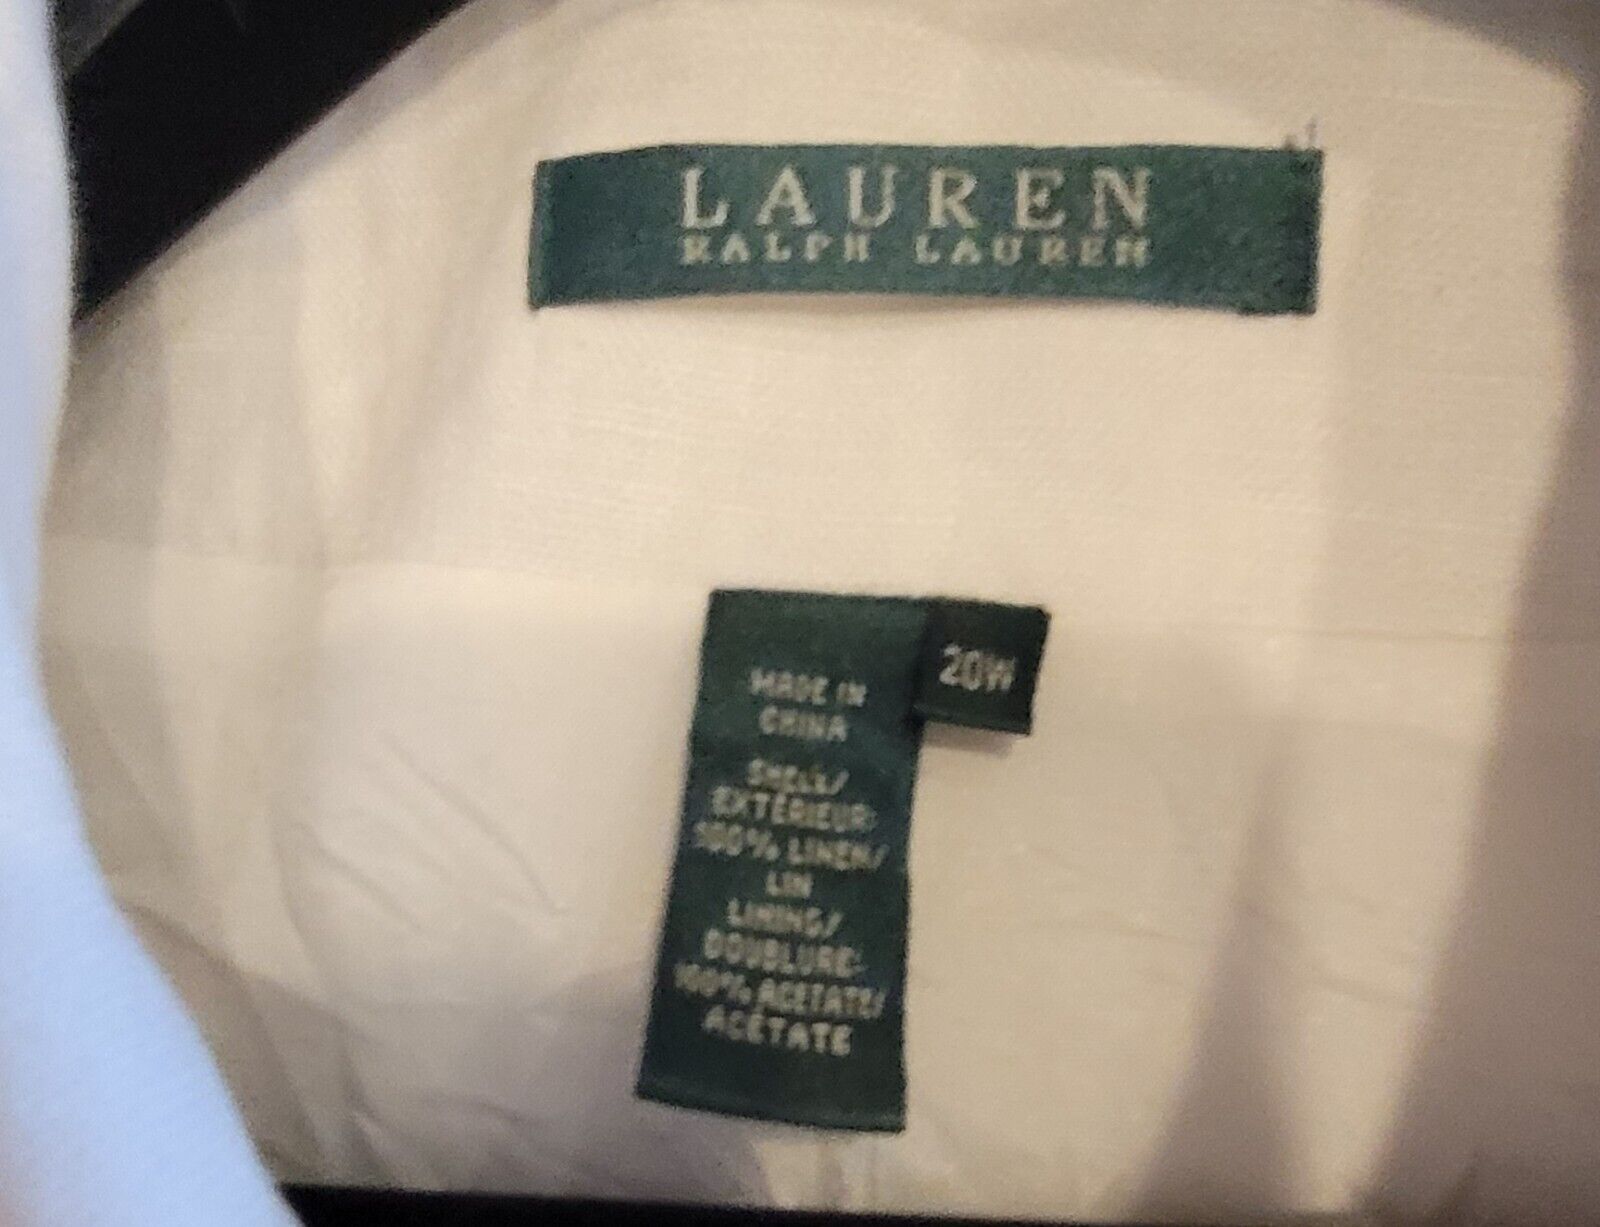 LAUREN
RALPH LAUREN
20W
MADE IN
CHINA
SHELL/
EXTÉRIEUR:
100% LINEN/
LIN
LINING/
DOUBLURE:
100% ACETATE/
ACÉTATE